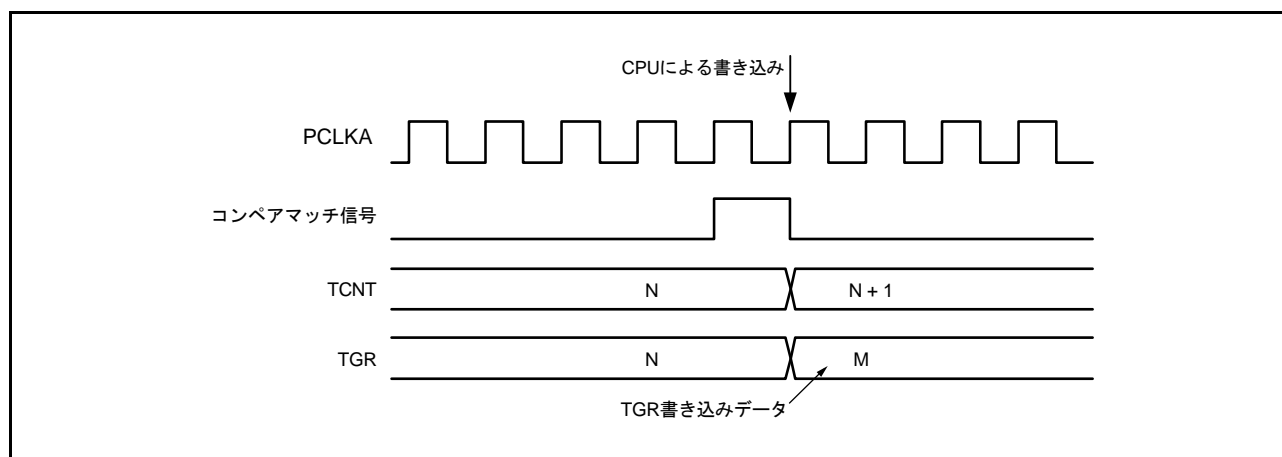 CPUによる書き込み
PCLKA
コンペアマッチ信号
TCNT
N
N + 1
TGR
N
M
TGR書き込みデータ